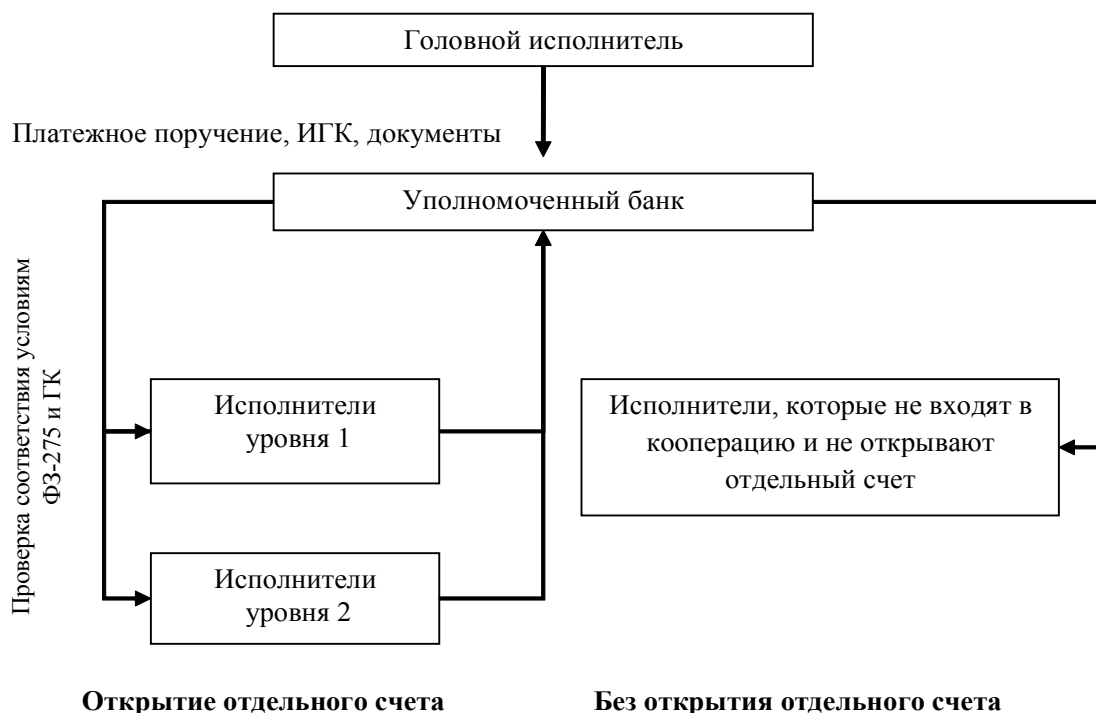 Головной исполнитель
Платежное поручение, ИГК, документы
Уполномоченный банк
Проверка соответствия условиям
ФЗ-275 и ГК
Исполнители
уровня 1
Исполнители, которые не входят в
кооперацию и не открывают
отдельный счет
Исполнители
уровня 2
Открытие отдельного счета
Без открытия отдельного счета